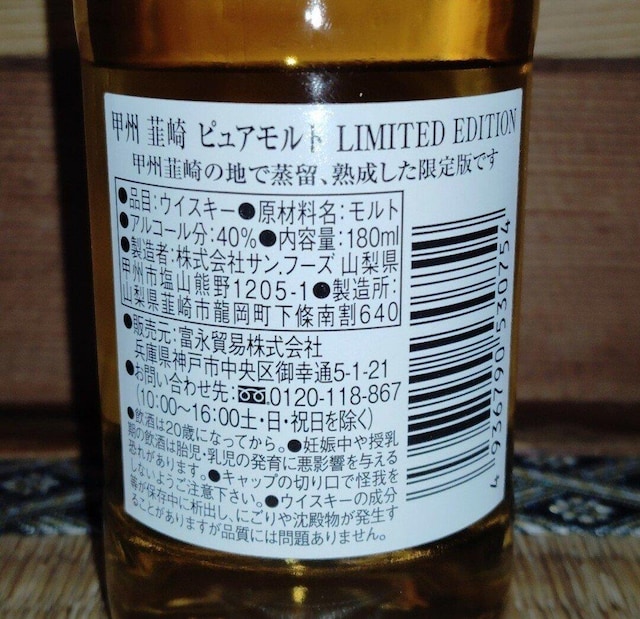 甲州 韮崎 ピュアモルト LIMITED EDITION
甲州韮崎の地で蒸留、熟成した限定版です
●品目:ウイスキー●原材料名:モルト
●アルコール分:40%●内容量:180ml
●製造者:株式会社サン.フーズ 山梨県
甲州市塩山熊野1205-1●製造所:
山梨県韮崎市龍岡町下條南割640
●販売元:富永貿易株式会社
兵庫県神戸市中央区御幸通5-1-21
●お問い合わせ先:0120-118-867
(10:00～16:00土・日・祝日を除く)
●飲酒は20歳になってから。●妊娠中や授乳
期の飲酒は胎児・乳児の発育に悪影響を与える
恐れがあります。●キャップの切り口で怪我を
しないようご注意下さい。●ウイスキーの成分
等が保存中に析出し、にごりや沈殿物が発生す
ることがありますが品質には問題ありません。
4 956790 530754